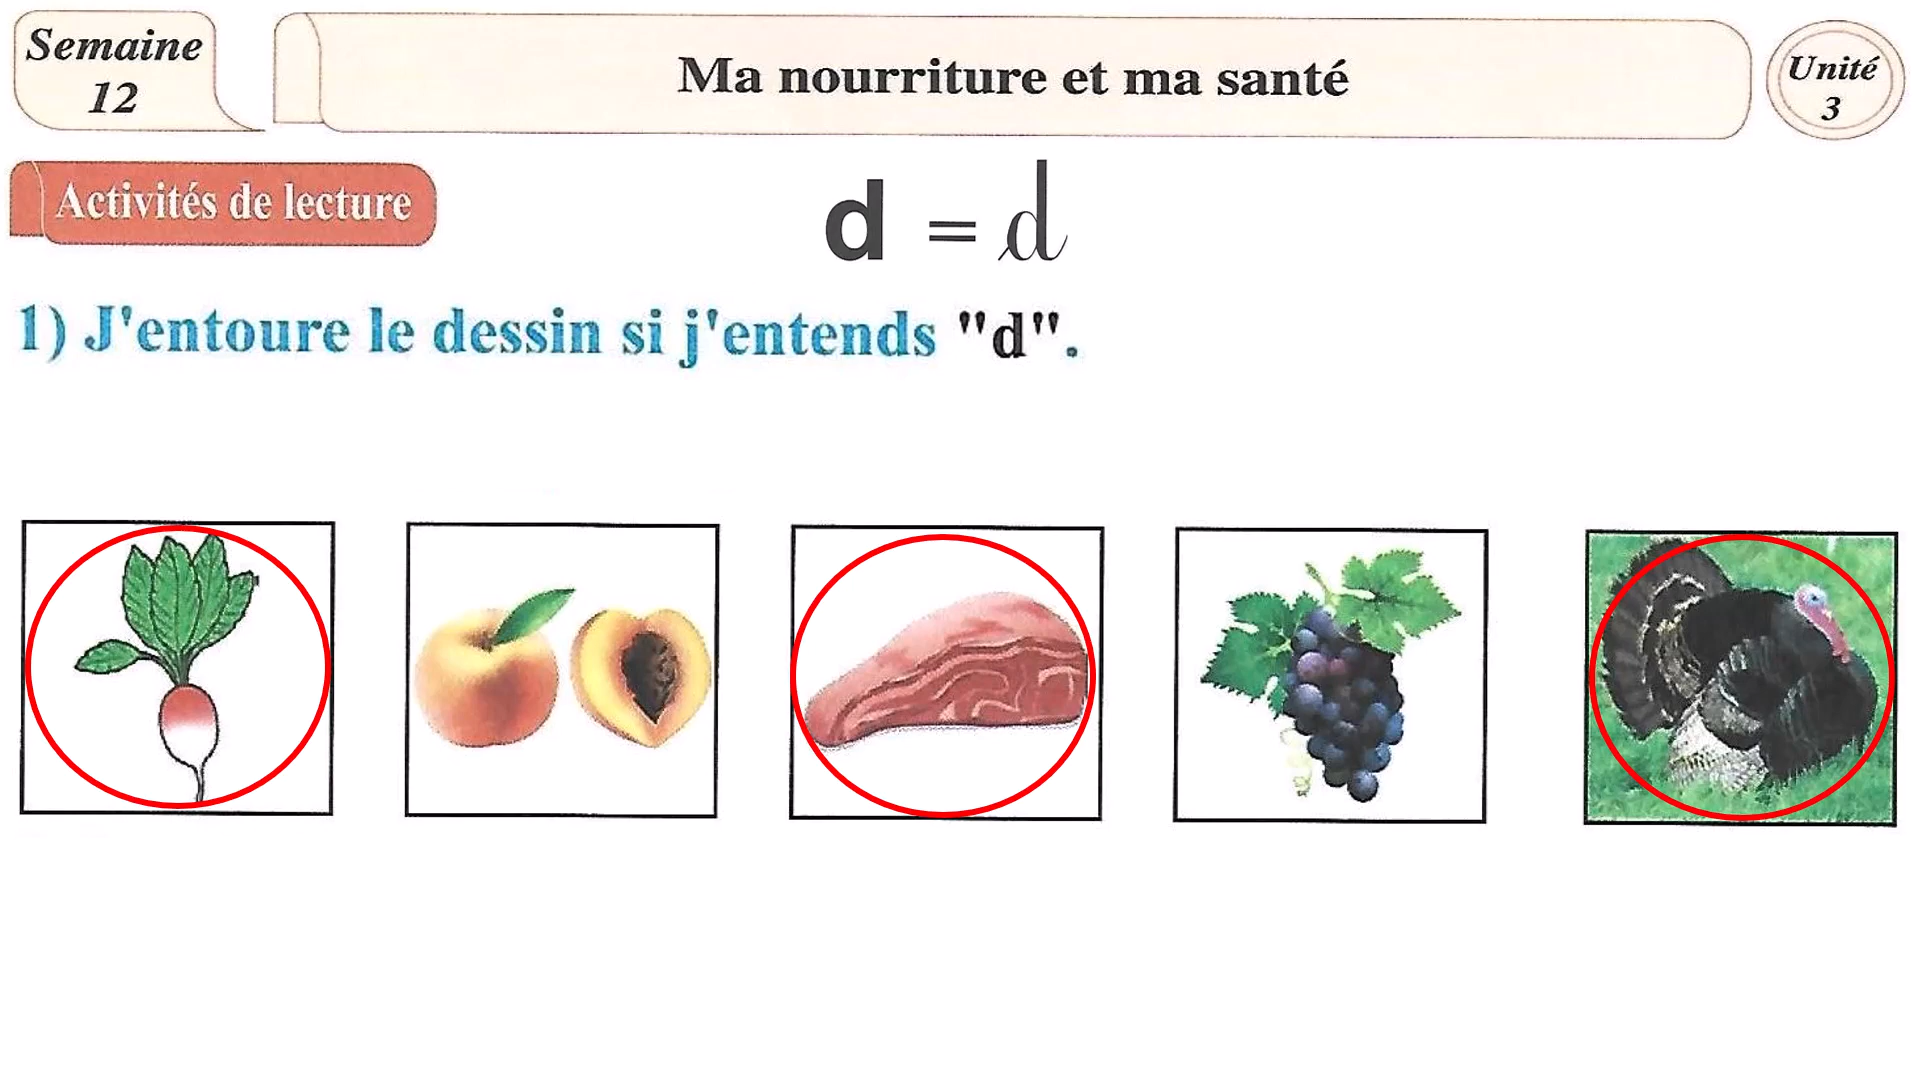 Semaine
12
Ma nourriture et ma santé
Unité
3
Activités de lecture
d = d
1) J'entoure le dessin si j'entends "d".